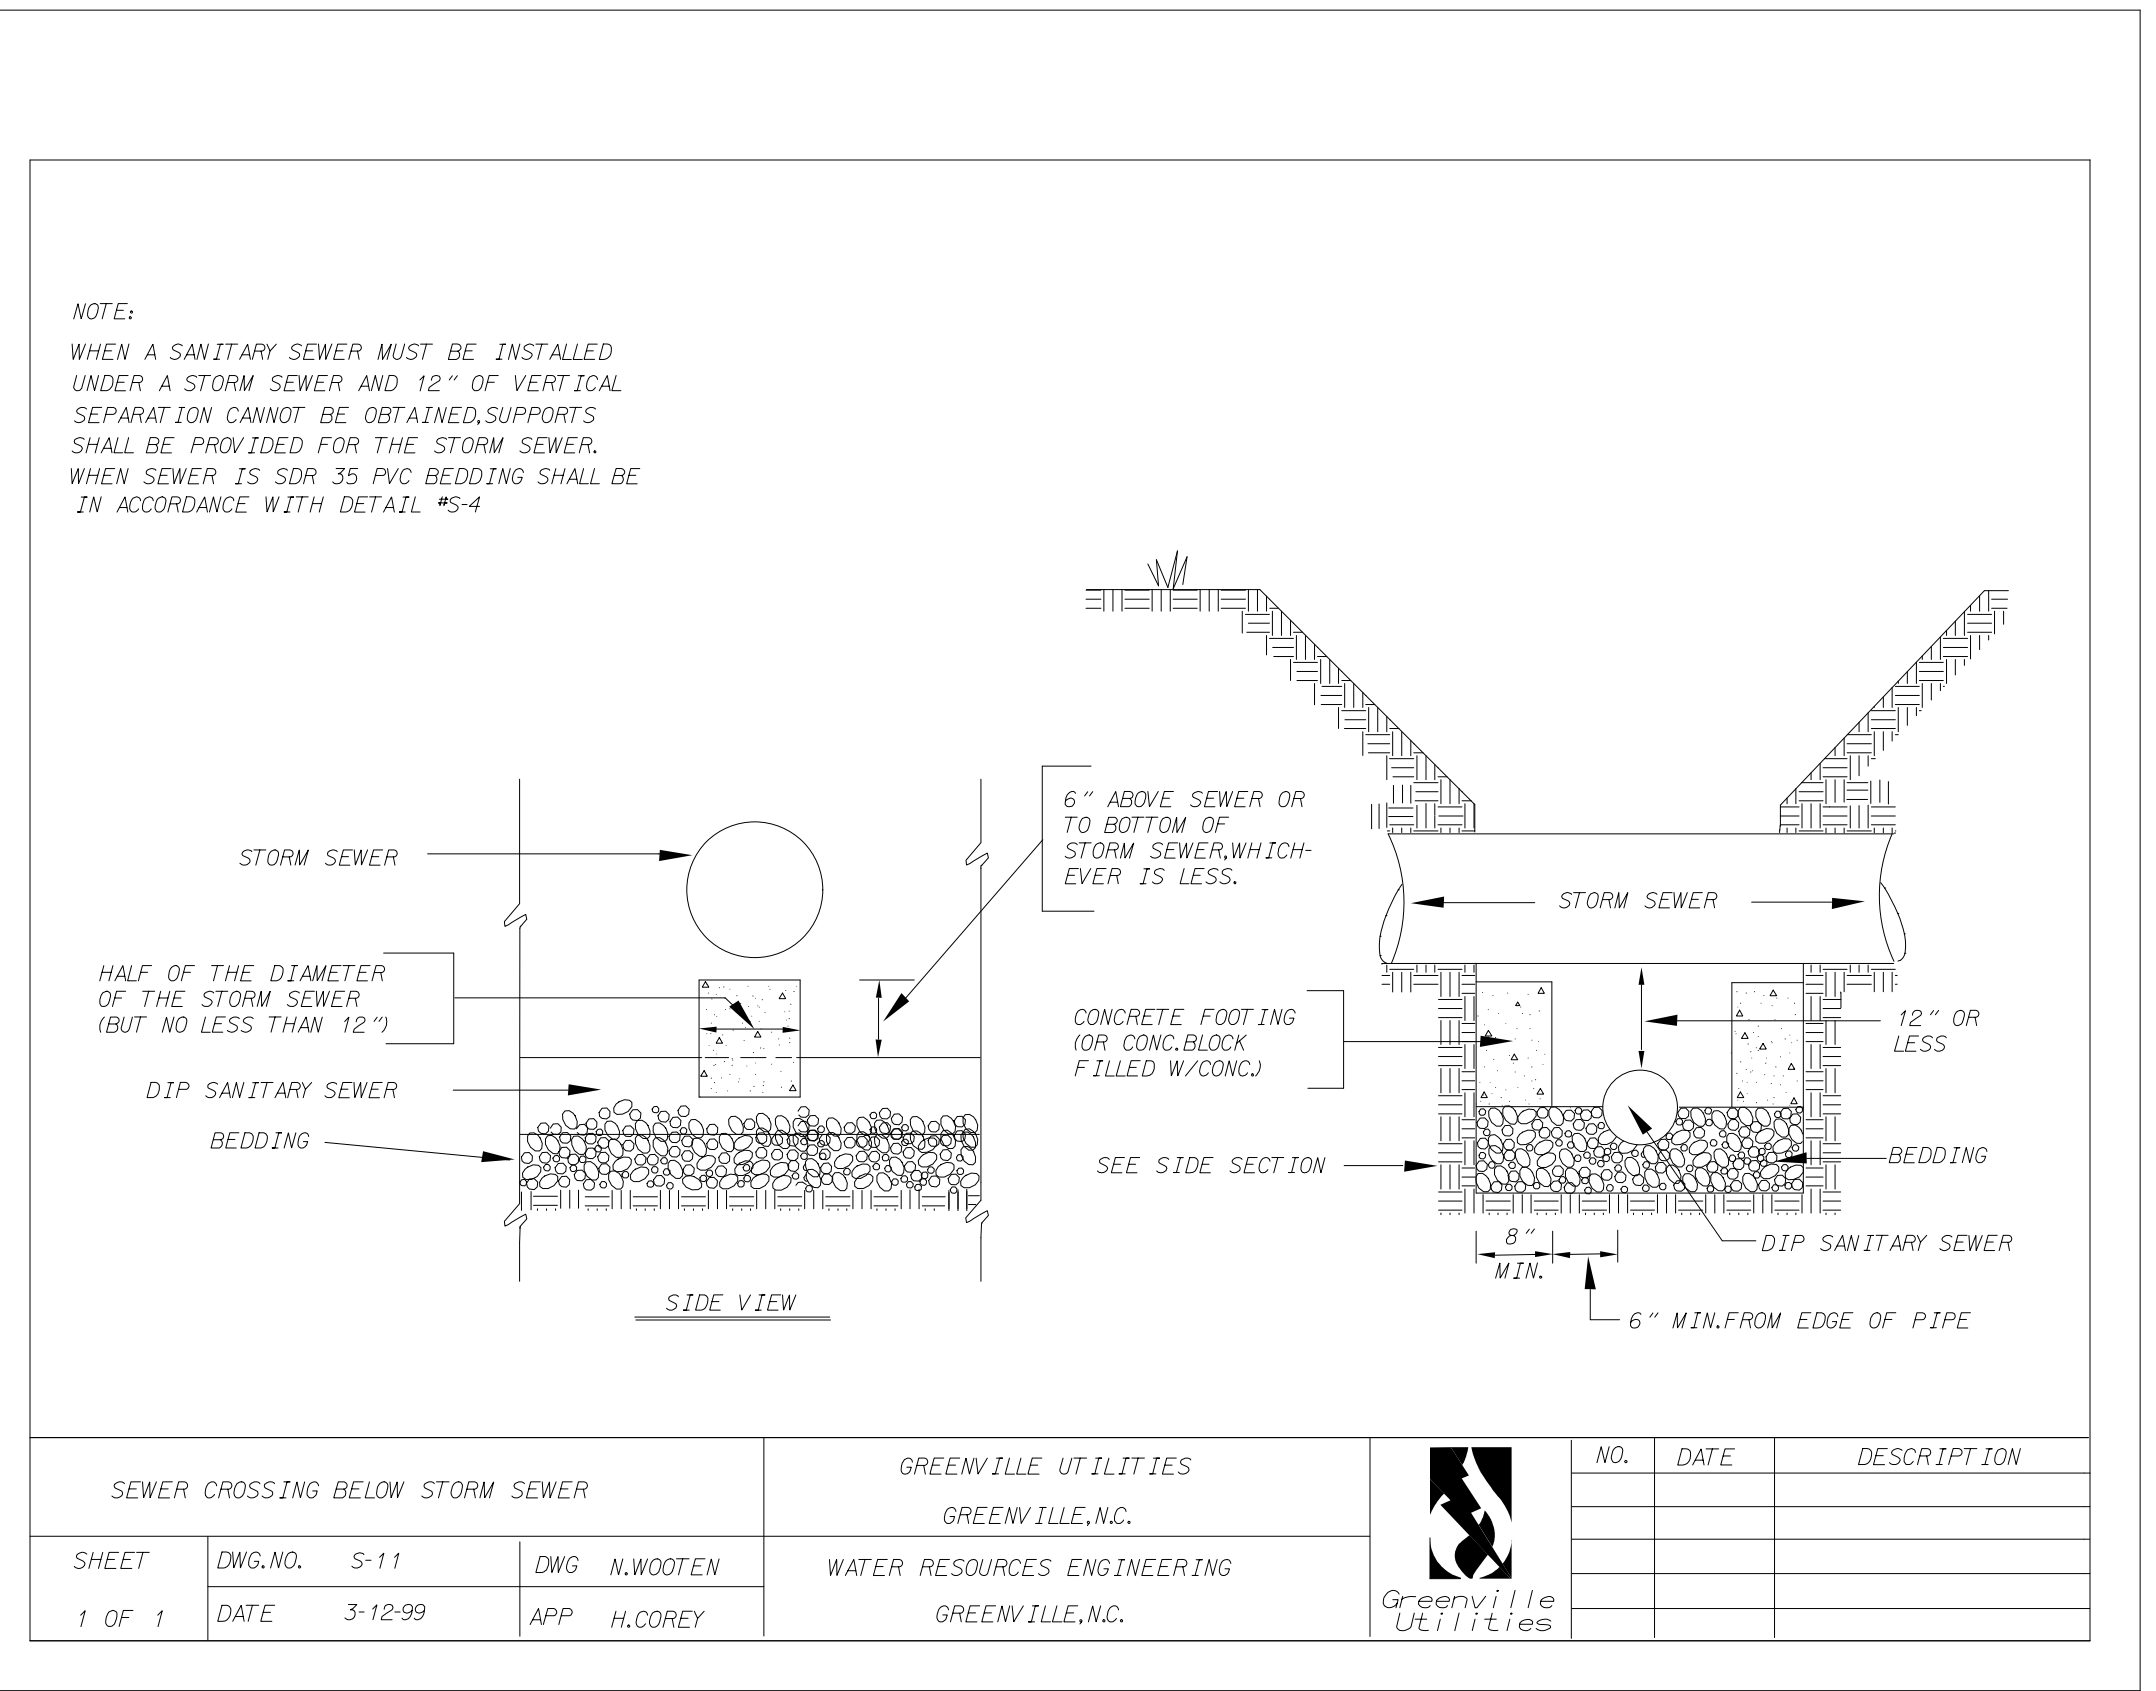 NOTE:
WHEN A SANITARY SEWER MUST BE INSTALLED
UNDER A STORM SEWER AND 12" OF VERTICAL
SEPARATION CANNOT BE OBTAINED,SUPPORTS
SHALL BE PROVIDED FOR THE STORM SEWER.
WHEN SEWER IS SDR 35 PVC BEDDING SHALL BE
IN ACCORDANCE WITH DETAIL #S-4
STORM SEWER
HALF OF THE DIAMETER
OF THE STORM SEWER
(BUT NO LESS THAN 12")
DIP SANITARY SEWER
BEDDING
6" ABOVE SEWER OR
TO BOTTOM OF
STORM SEWER,WHICH-
EVER IS LESS.
SIDE VIEW
STORM SEWER
CONCRETE FOOTING
(OR CONC.BLOCK
FILLED W/CONC.)
12" OR
LESS
SEE SIDE SECTION
BEDDING
8"
MIN.
DIP SANITARY SEWER
6" MIN.FROM EDGE OF PIPE
SEWER CROSSING BELOW STORM SEWER
SHEET
1 OF 1
DWG.NO. S-11
DATE 3-12-99
DWG N.WOOTEN
APP H.COREY
GREENVILLE UTILITIES
GREENVILLE,N.C.
WATER RESOURCES ENGINEERING
GREENVILLE,N.C.
Greenville
Utilities
NO. DATE DESCRIPTION